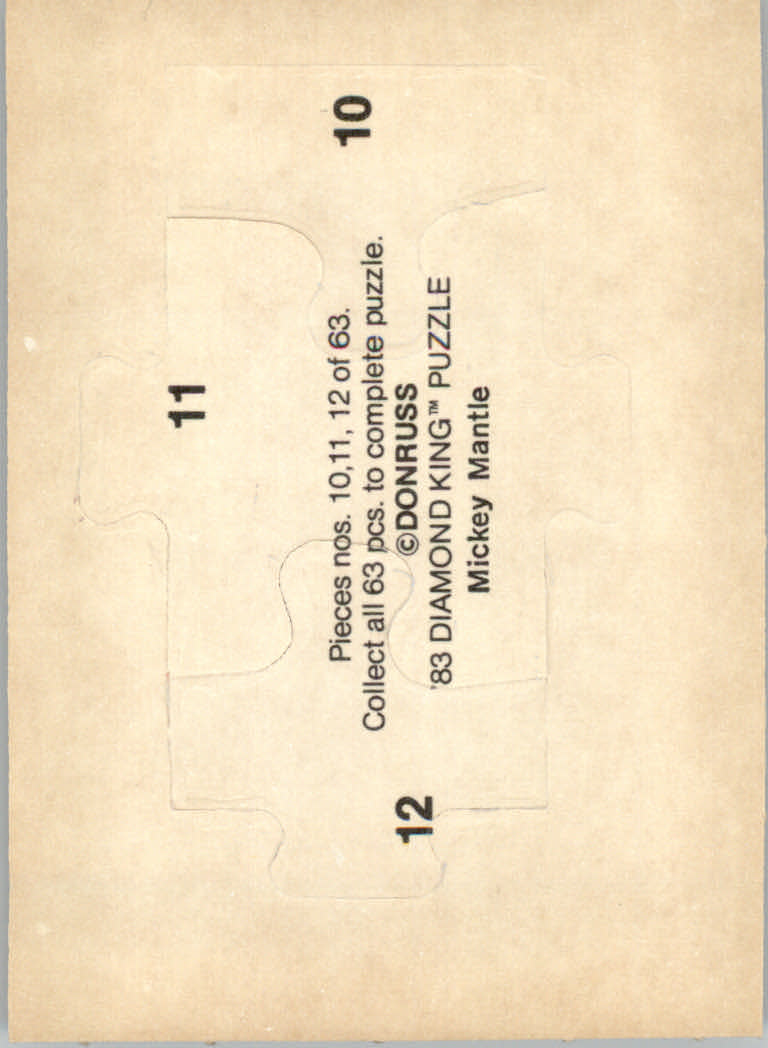 10
11
Pieces nos. 10,11, 12 of 63.
Collect all 63 pcs. to complete puzzle.
©DONRUSS
'83 DIAMOND KING™ PUZZLE
Mickey Mantle
12